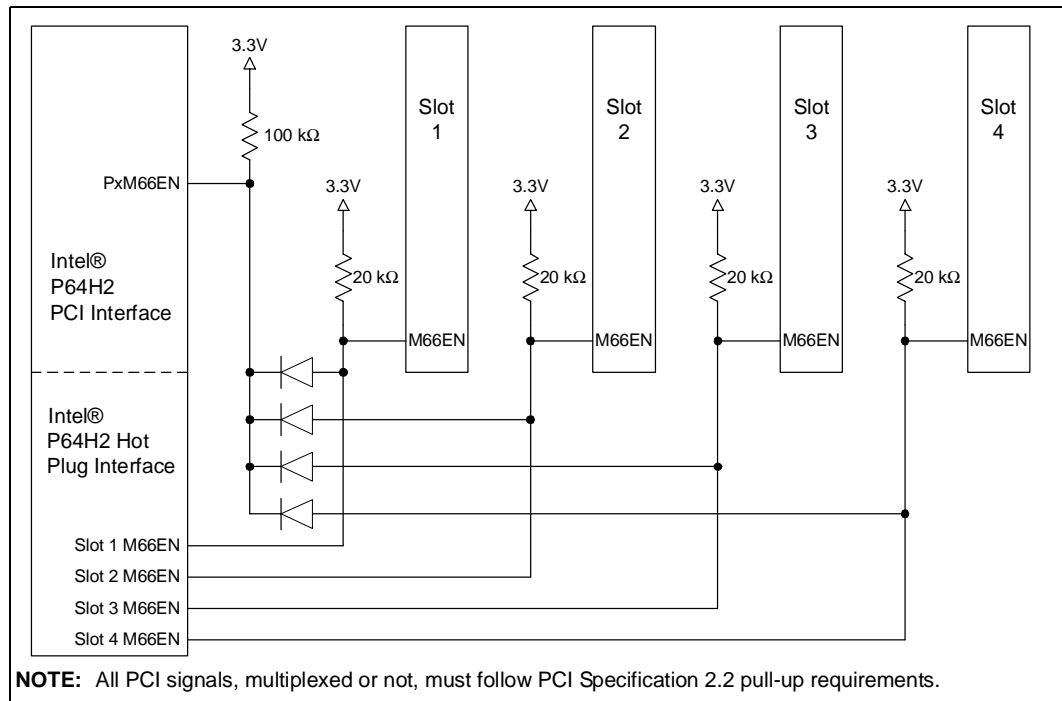 3.3V
100 kΩ
PxM66EN
Intel®
P64H2
PCI Interface
Intel®
P64H2 Hot
Plug Interface
Slot 1 M66EN
Slot 2 M66EN
Slot 3 M66EN
Slot 4 M66EN
3.3V
20 kΩ
Slot
1
M66EN
3.3V
20 kΩ
Slot
2
M66EN
3.3V
20 kΩ
Slot
3
M66EN
3.3V
20 kΩ
Slot
4
M66EN
NOTE: All PCI signals, multiplexed or not, must follow PCI Specification 2.2 pull-up requirements.